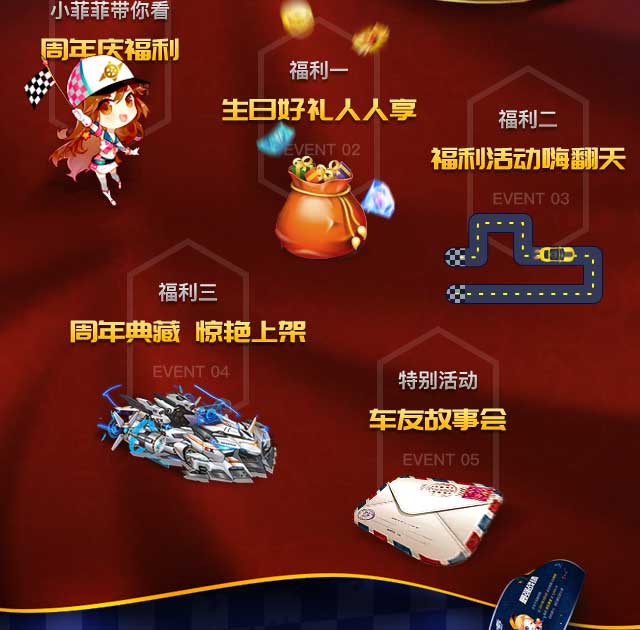 小菲菲带你看
周年庆福利
福利一
生日好礼人人享
EVENT 02
福利二
福利活动嗨翻天
EVENT 03
福利三
周年典藏 惊艳上架
EVENT 04
特别活动
车友故事会
EVENT 05